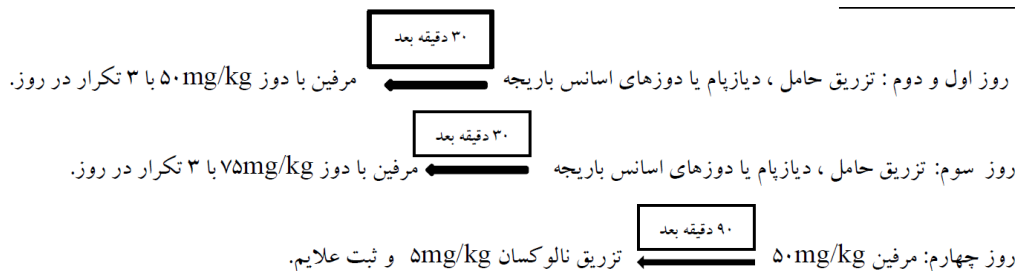 ۳۰ دقیقه بعد
روز اول و دوم : تزریق حامل ، دیازپام یا دوزهای اسانس باریجه مرفین با دوز ۵۰mg/kg با ۳ تکرار در روز.
۳۰ دقیقه بعد
روز سوم: تزریق حامل ، دیازپام یا دوزهای اسانس باریجه مرفین با دوز ۷۵mg/kg با ۳ تکرار در روز.
۹۰ دقیقه بعد
روز چهارم: مرفین ۵۰mg/kg تزریق نالوکسان ۵mg/kg و ثبت علایم.